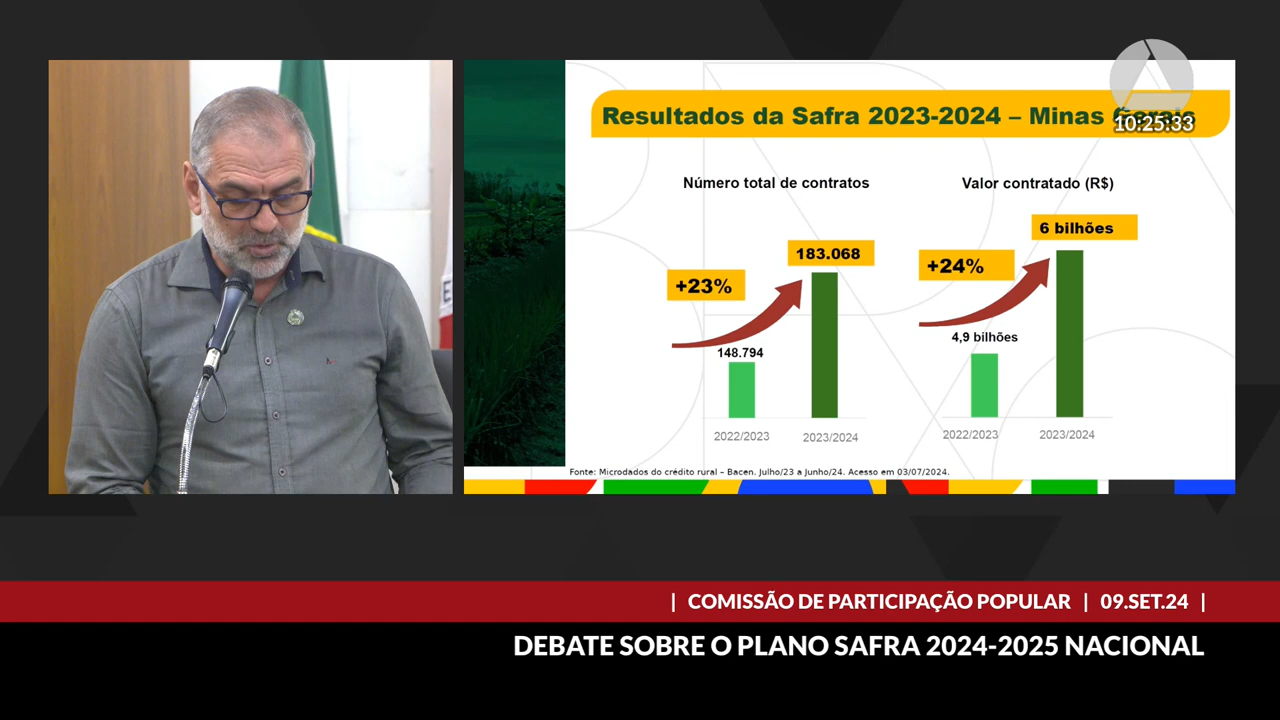 Resultados da Safra 2023-2024 – Minas Gerais
10:25:33
Número total de contratos
Valor contratado (R$)
183.068
+23%
148.794
2022/2023
2023/2024
6 bilhões
+24%
4,9 bilhões
2022/2023
2023/2024
Fonte: Microdados do crédito rural – Bacen. Julho/23 a Junho/24. Acesso em 03/07/2024.
| COMISSÃO DE PARTICIPAÇÃO POPULAR | 09.SET.24 |
DEBATE SOBRE O PLANO SAFRA 2024-2025 NACIONAL